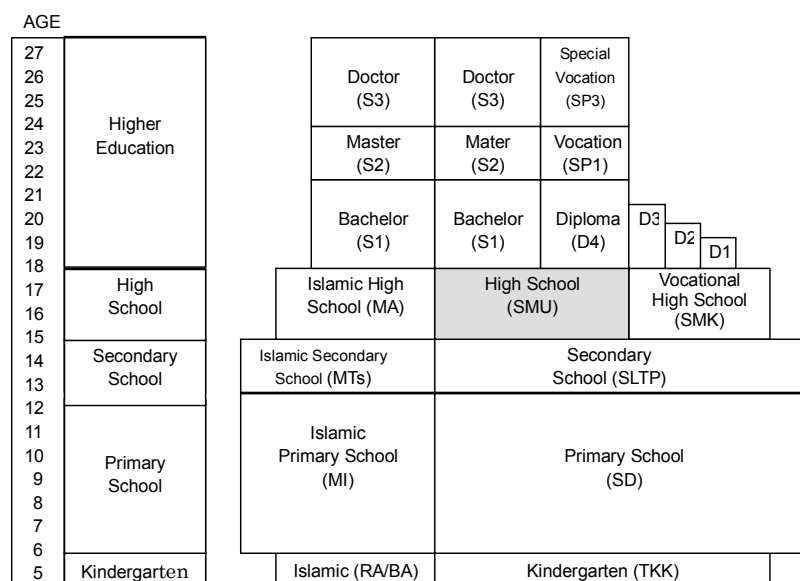 AGE
27
26
25
24
23
22
21
20
19
18
17
16
15
14
13
12
11
10
9
8
7
6
5
Higher
Education
High
School
Secondary
School
Primary
School
Kindergarten
Doctor
(S3)
Doctor
(S3)
Special
Vocation
(SP3)
Master
(S2)
Mater
(S2)
Vocation
(SP1)
Bachelor
(S1)
Bachelor
(S1)
Diploma
(D4)
D3
D2
D1
Islamic High
School (MA)
High School
(SMU)
Vocational
High School
(SMK)
Islamic Secondary
School (MTs)
Secondary
School (SLTP)
Islamic
Primary School
(MI)
Primary School
(SD)
Islamic (RA/BA)
Kindergarten (TKK)